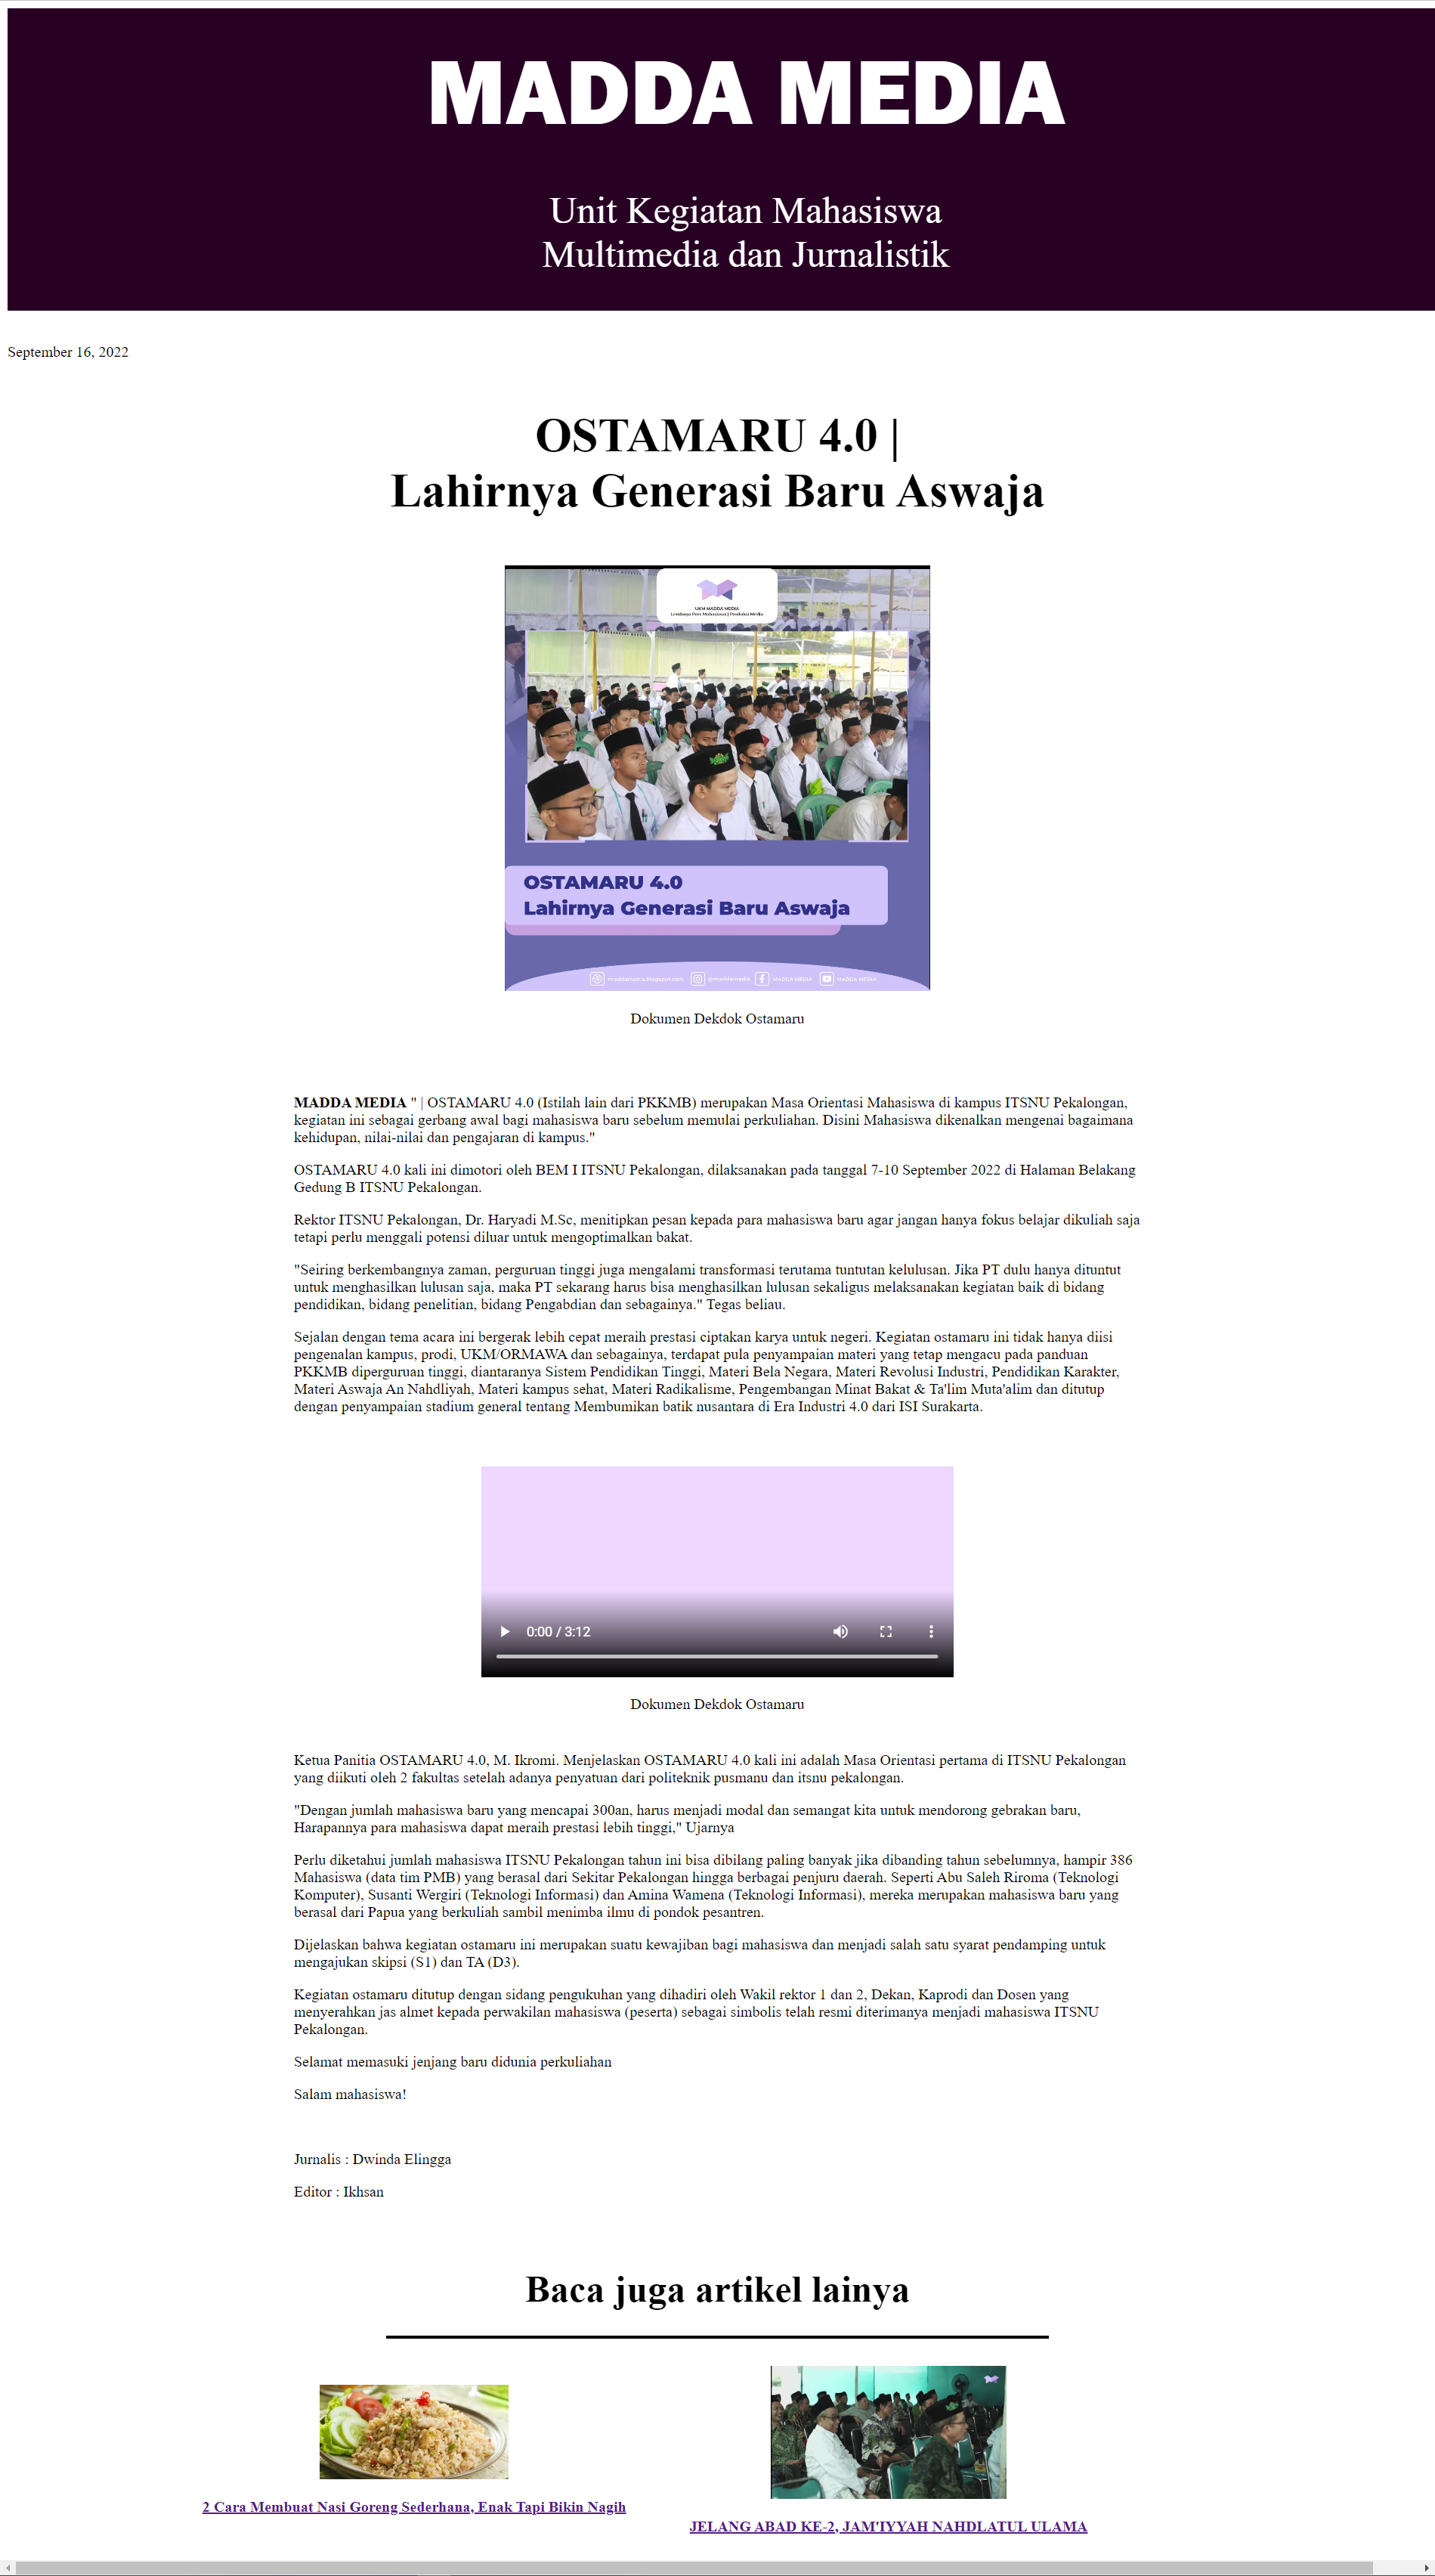 MADDA MEDIA
Unit Kegiatan Mahasiswa
Multimedia dan Jurnalistik
September 16, 2022
OSTAMARU 4.0 |
Lahirnya Generasi Baru Aswaja
UKM MADDA MEDIA
Lembaga Pers Mahasiswa | Produksi Media
OSTAMARU 4.0
Lahirnya Generasi Baru Aswaja
MADDA MEDIA MADDA MEDIA
Dokumen Dekdok Ostamaru
MADDA MEDIA " | OSTAMARU 4.0 (Istilah lain dari PKKMB) merupakan Masa Orientasi Mahasiswa di kampus ITSNU Pekalongan,
kegiatan ini sebagai gerbang awal bagi mahasiswa baru sebelum memulai perkuliahan. Disini Mahasiswa dikenalkan mengenai bagaimana
kehidupan, nilai-nilai dan pengajaran di kampus."
OSTAMARU 4.0 kali ini dimotori oleh BEM I ITSNU Pekalongan, dilaksanakan pada tanggal 7-10 September 2022 di Halaman Belakang
Gedung B ITSNU Pekalongan.
Rektor ITSNU Pekalongan, Dr. Haryadi M.Sc, menitipkan pesan kepada para mahasiswa baru agar jangan hanya fokus belajar dikuliah saja
tetapi perlu menggali potensi diluar untuk mengoptimalkan bakat.
"Seiring berkembangnya zaman, perguruan tinggi juga mengalami transformasi terutama tuntutan kelulusan. Jika PT dulu hanya dituntut
untuk menghasilkan lulusan saja, maka PT sekarang harus bisa menghasilkan lulusan sekaligus melaksanakan kegiatan baik di bidang
pendidikan, bidang penelitian, bidang Pengabdian dan sebagainya." Tegas beliau.
Sejalan dengan tema acara ini bergerak lebih cepat meraih prestasi ciptakan karya untuk negeri. Kegiatan ostamaru ini tidak hanya diisi
pengenalan kampus, prodi, UKM/ORMAWA dan sebagainya, terdapat pula penyampaian materi yang tetap mengacu pada panduan
PKKMB diperguruan tinggi, diantaranya Sistem Pendidikan Tinggi, Materi Bela Negara, Materi Revolusi Industri, Pendidikan Karakter,
Materi Aswaja An Nahdliyah, Materi kampus sehat, Materi Radikalisme, Pengembangan Minat Bakat & Ta'lim Muta'alim dan ditutup
dengan penyampaian stadium general tentang Membumikan batik nusantara di Era Industri 4.0 dari ISI Surakarta.
0:00 / 3:12
Dokumen Dekdok Ostamaru
Ketua Panitia OSTAMARU 4.0, M. Ikromi. Menjelaskan OSTAMARU 4.0 kali ini adalah Masa Orientasi pertama di ITSNU Pekalongan
yang diikuti oleh 2 fakultas setelah adanya penyatuan dari politeknik pusmanu dan itsnu pekalongan.
"Dengan jumlah mahasiswa baru yang mencapai 300an, harus menjadi modal dan semangat kita untuk mendorong gebrakan baru,
Harapannya para mahasiswa dapat meraih prestasi lebih tinggi," Ujarnya
Perlu diketahui jumlah mahasiswa ITSNU Pekalongan tahun ini bisa dibilang paling banyak jika dibanding tahun sebelumnya, hampir 386
Mahasiswa (data tim PMB) yang berasal dari Sekitar Pekalongan hingga berbagai penjuru daerah. Seperti Abu Saleh Riroma (Teknologi
Komputer), Susanti Wergiri (Teknologi Informasi) dan Amina Wamena (Teknologi Informasi), mereka merupakan mahasiswa baru yang
berasal dari Papua yang berkuliah sambil menimba ilmu di pondok pesantren.
Dijelaskan bahwa kegiatan ostamaru ini merupakan suatu kewajiban bagi mahasiswa dan menjadi salah satu syarat pendamping untuk
mengajukan skipsi (S1) dan TA (D3).
Kegiatan ostamaru ditutup dengan sidang pengukuhan yang dihadiri oleh Wakil rektor 1 dan 2, Dekan, Kaprodi dan Dosen yang
menyerahkan jas almet kepada perwakilan mahasiswa (peserta) sebagai simbolis telah resmi diterimanya menjadi mahasiswa ITSNU
Pekalongan.
Selamat memasuki jenjang baru didunia perkuliahan
Salam mahasiswa!
Jurnalis : Dwinda Elingga
Editor : Ikhsan
Baca juga artikel lainya
2 Cara Membuat Nasi Goreng Sederhana, Enak Tapi Bikin Nagih
JELANG ABAD KE-2, JAM'IYYAH NAHDLATUL ULAMA